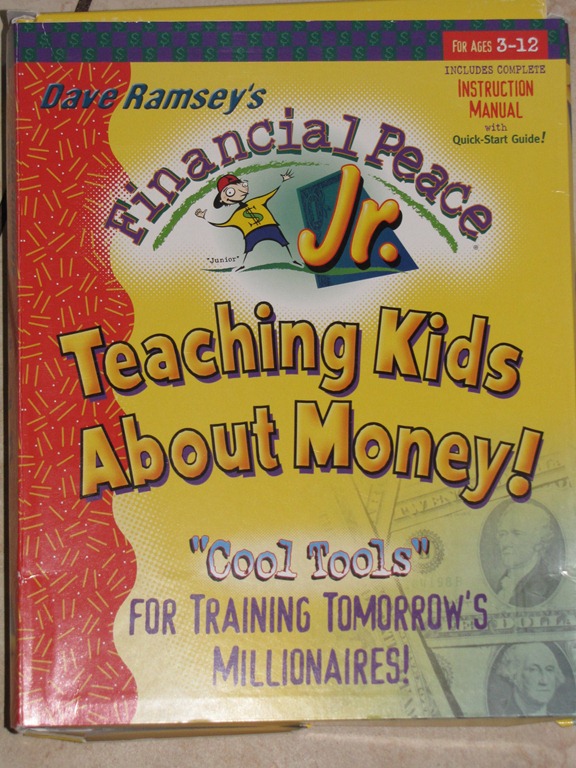 FOR AGES 3-12
INCLUDES COMPLETE
INSTRUCTION
MANUAL
with
Quick-Start Guide!
Dave Ramsey's
Financial Peace
Jr.
"Junior"
Teaching Kids
About Money!
"Cool Tools"
FOR TRAINING TOMORROW'S
MILLIONAIRES!